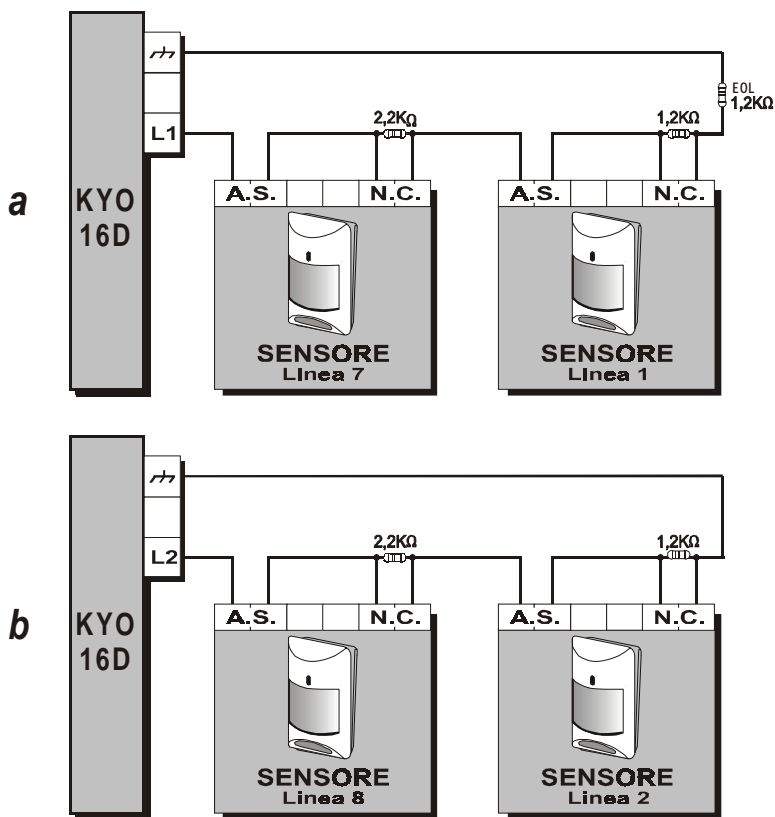 EOL
1,2KΩ
2,2KΩ
1,2KΩ
L1
a
KYO
16D
A.S.
N.C.
A.S.
N.C.
SENSORE
Linea 7
SENSORE
Linea 1
L2
2,2KΩ
1,2KΩ
b
KYO
16D
A.S.
N.C.
A.S.
N.C.
SENSORE
Linea 8
SENSORE
Linea 2